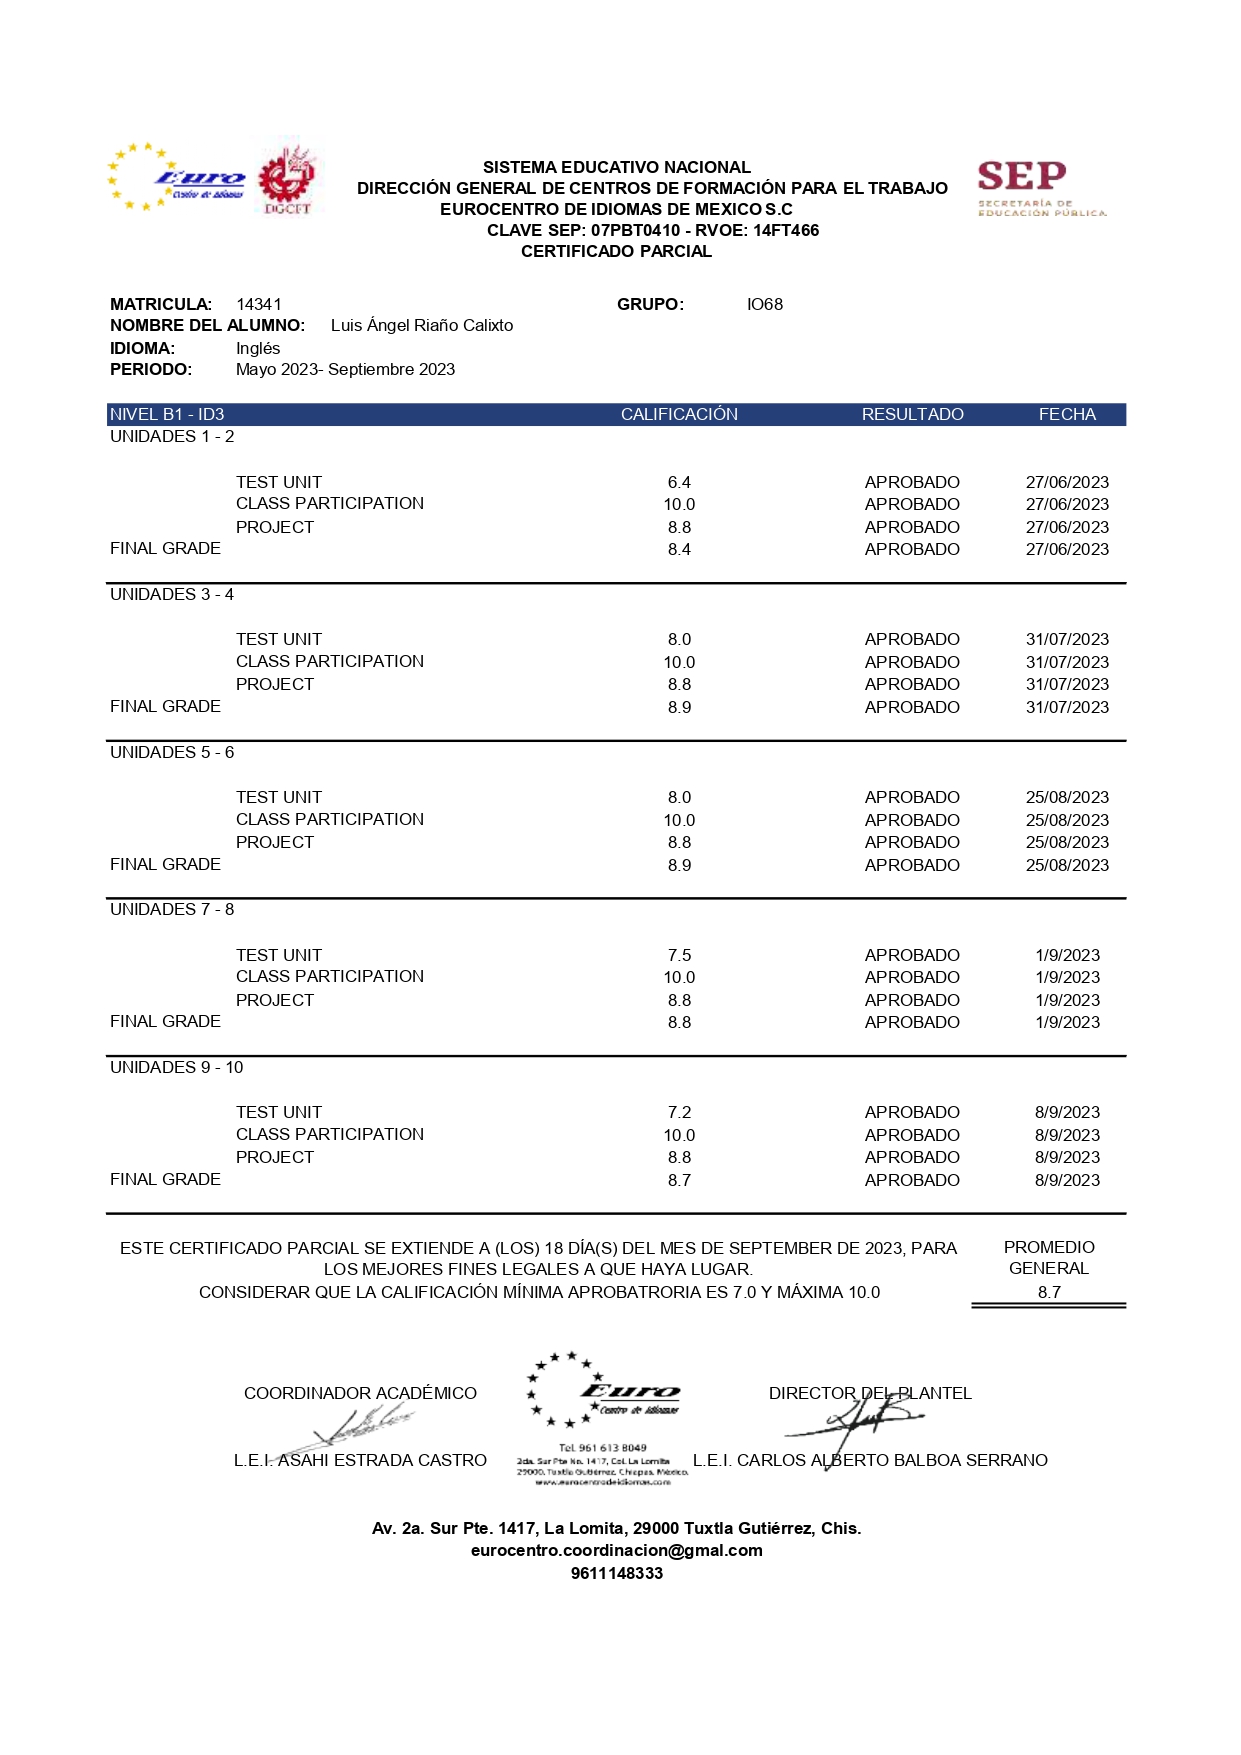 Euro
Centro de Idiomas
DGCFT
SISTEMA EDUCATIVO NACIONAL
DIRECCIÓN GENERAL DE CENTROS DE FORMACIÓN PARA EL TRABAJO
EUROCENTRO DE IDIOMAS DE MEXICO S.C
CLAVE SEP: 07PBT0410 - RVOE: 14FT466
CERTIFICADO PARCIAL
SEP
SECRETARÍA DE
EDUCACIÓN PÚBLICA
MATRICULA: 14341 GRUPO: IO68
NOMBRE DEL ALUMNO: Luis Ángel Riaño Calixto
IDIOMA: Inglés
PERIODO: Mayo 2023- Septiembre 2023
NIVEL B1 - ID3 CALIFICACIÓN RESULTADO FECHA
UNIDADES 1 - 2
TEST UNIT 6.4 APROBADO 27/06/2023
CLASS PARTICIPATION 10.0 APROBADO 27/06/2023
PROJECT 8.8 APROBADO 27/06/2023
FINAL GRADE 8.4 APROBADO 27/06/2023
UNIDADES 3 - 4
TEST UNIT 8.0 APROBADO 31/07/2023
CLASS PARTICIPATION 10.0 APROBADO 31/07/2023
PROJECT 8.8 APROBADO 31/07/2023
FINAL GRADE 8.9 APROBADO 31/07/2023
UNIDADES 5 - 6
TEST UNIT 8.0 APROBADO 25/08/2023
CLASS PARTICIPATION 10.0 APROBADO 25/08/2023
PROJECT 8.8 APROBADO 25/08/2023
FINAL GRADE 8.9 APROBADO 25/08/2023
UNIDADES 7 - 8
TEST UNIT 7.5 APROBADO 1/9/2023
CLASS PARTICIPATION 10.0 APROBADO 1/9/2023
PROJECT 8.8 APROBADO 1/9/2023
FINAL GRADE 8.8 APROBADO 1/9/2023
UNIDADES 9 - 10
TEST UNIT 7.2 APROBADO 8/9/2023
CLASS PARTICIPATION 10.0 APROBADO 8/9/2023
PROJECT 8.8 APROBADO 8/9/2023
FINAL GRADE 8.7 APROBADO 8/9/2023
ESTE CERTIFICADO PARCIAL SE EXTIENDE A (LOS) 18 DÍA(S) DEL MES DE SEPTEMBER DE 2023, PARA
LOS MEJORES FINES LEGALES A QUE HAYA LUGAR.
CONSIDERAR QUE LA CALIFICACIÓN MÍNIMA APROBATRORIA ES 7.0 Y MÁXIMA 10.0
PROMEDIO
GENERAL
8.7
COORDINADOR ACADÉMICO
L.E.I. ASAHI ESTRADA CASTRO
Euro
Centro de Idiomas
Tel. 961 613 8049
2da. Sur Pte No. 1417, Col. La Lomita
29000, Tuxtla Gutiérrez, Chiapas, México.
www.eurocentrodeidiomas.com
DIRECTOR DEL PLANTEL
L.E.I. CARLOS ALBERTO BALBOA SERRANO
Av. 2a. Sur Pte. 1417, La Lomita, 29000 Tuxtla Gutiérrez, Chis.
eurocentro.coordinacion@gmal.com
9611148333